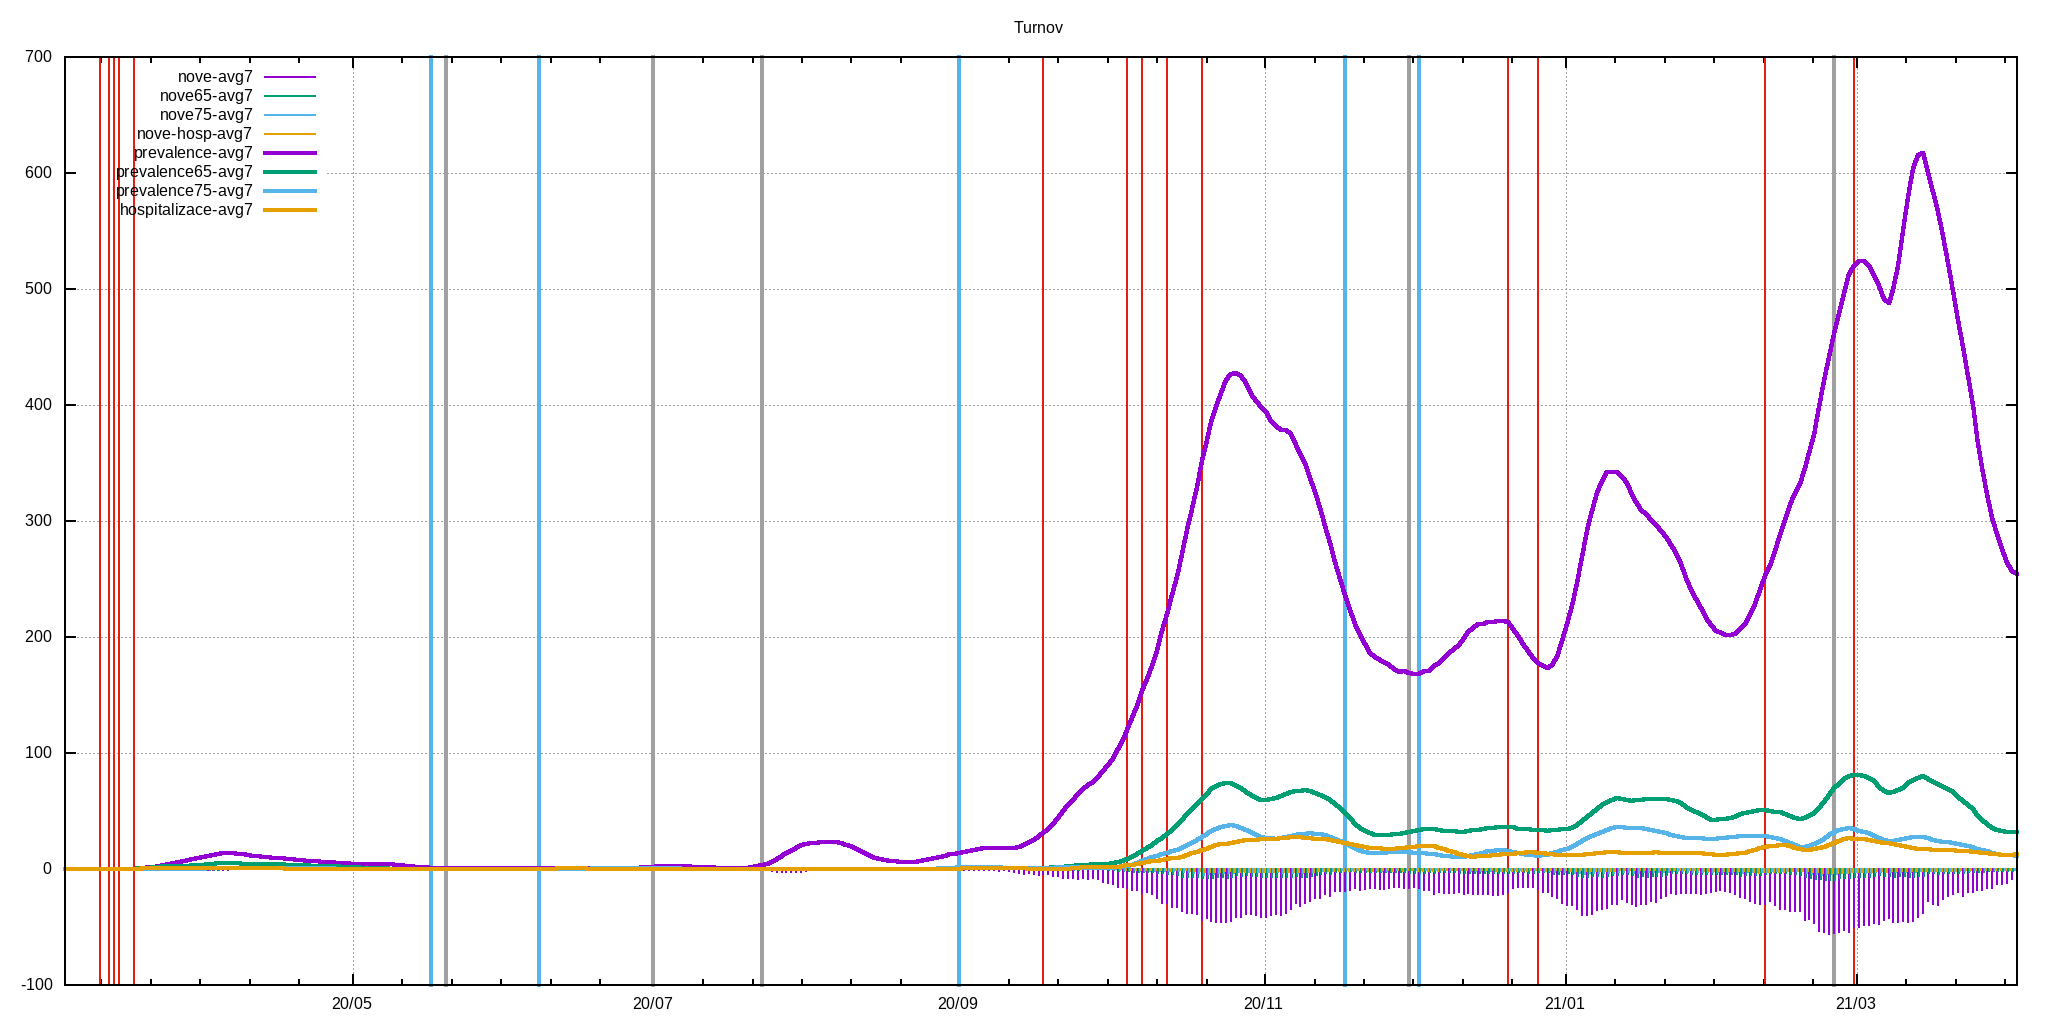 Turnov
700
600
500
400
300
200
100
0
-100
nove-avg7
nove65-avg7
nove75-avg7
nove-hosp-avg7
prevalence-avg7
prevalence65-avg7
prevalence75-avg7
hospitalizace-avg7
20/05 20/07 20/09 20/11 21/01 21/03